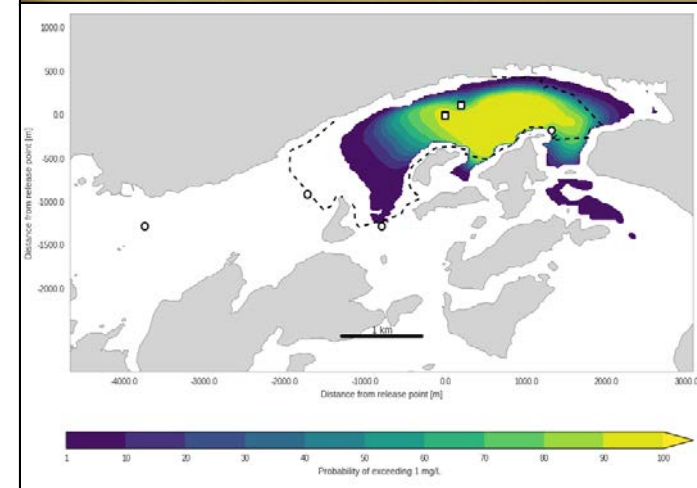 1000.0
500.0
0.0
-500.0
-1000.0
-1500.0
-2000.0
Distance from release point [m]
1 km
-4000.0 -3000.0 -2000.0 -1000.0 0.0 1000.0 2000.0 3000.0
Distance from release point [m]
1 10 20 30 40 50 60 70 80 90 100
Probability of exceeding 1 mg/L